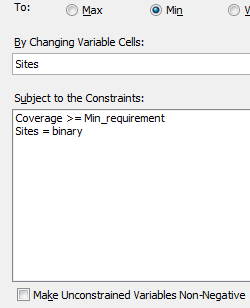 To:
Max
Min
By Changing Variable Cells:
Sites
Subject to the Constraints:
Coverage >= Min_requirement
Sites = binary
Make Unconstrained Variables Non-Negative